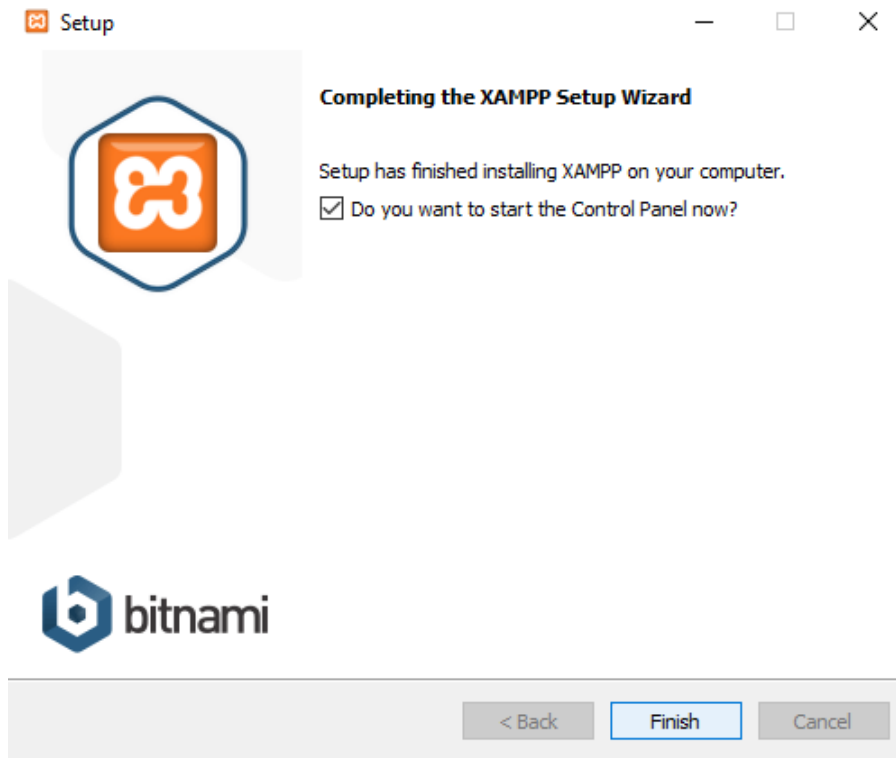 Setup
Completing the XAMPP Setup Wizard
Setup has finished installing XAMPP on your computer.
Do you want to start the Control Panel now?
bitnami
< Back
Finish
Cancel